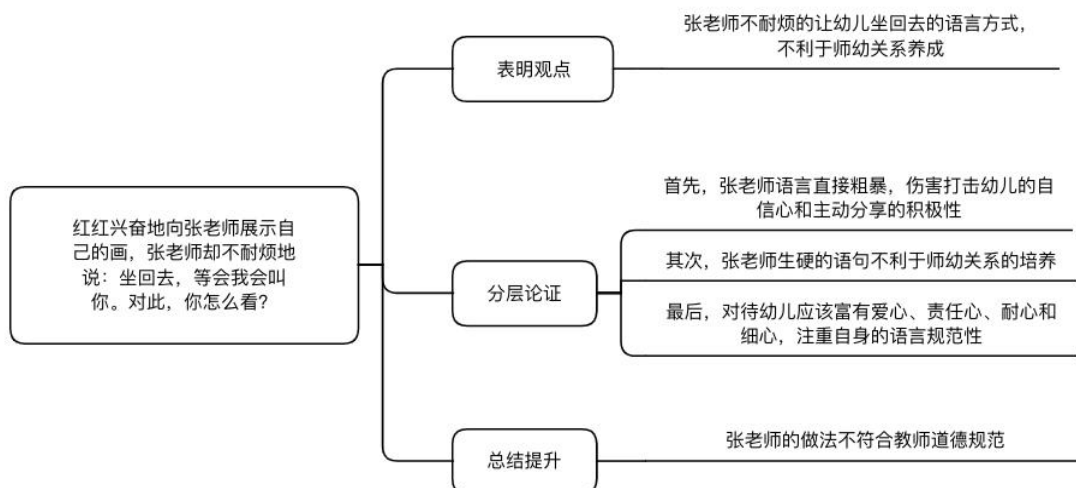 红红兴奋地向张老师展示自
己的画，张老师却不耐烦地
说：坐回去，等会我会叫
你。对此，你怎么看？
表明观点
张老师不耐烦的让幼儿坐回去的语言方式，
不利于师幼关系养成
分层论证
首先，张老师语言直接粗暴，伤害打击幼儿的自
信心和主动分享的积极性
其次，张老师生硬的语句不利于师幼关系的培养
最后，对待幼儿应该富有爱心、责任心、耐心和
细心，注重自身的语言规范性
总结提升
张老师的做法不符合教师道德规范